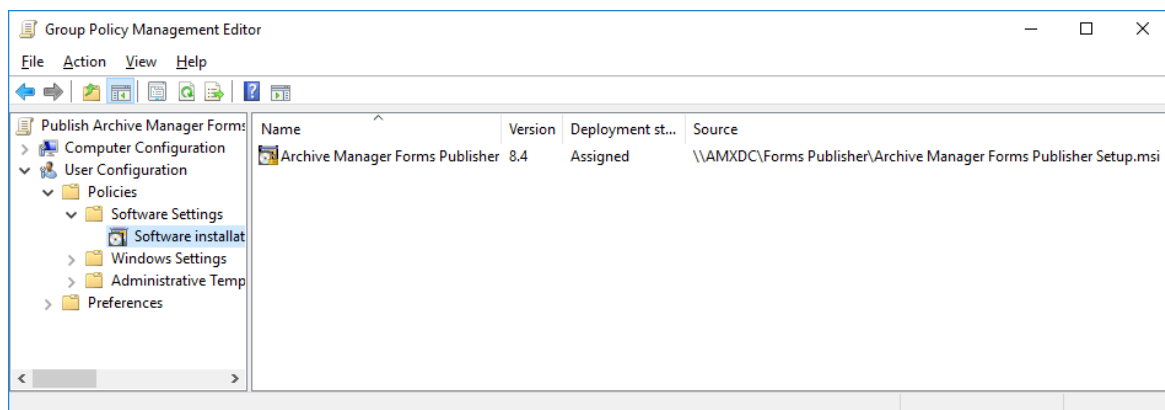 Group Policy Management Editor
File Action View Help
Publish Archive Manager Forms
Computer Configuration
User Configuration
Policies
Software Settings
Software installat
Windows Settings
Administrative Temp
Preferences
Name Version Deployment st... Source
Archive Manager Forms Publisher 8.4 Assigned \\AMXDC\Forms Publisher\Archive Manager Forms Publisher Setup.msi